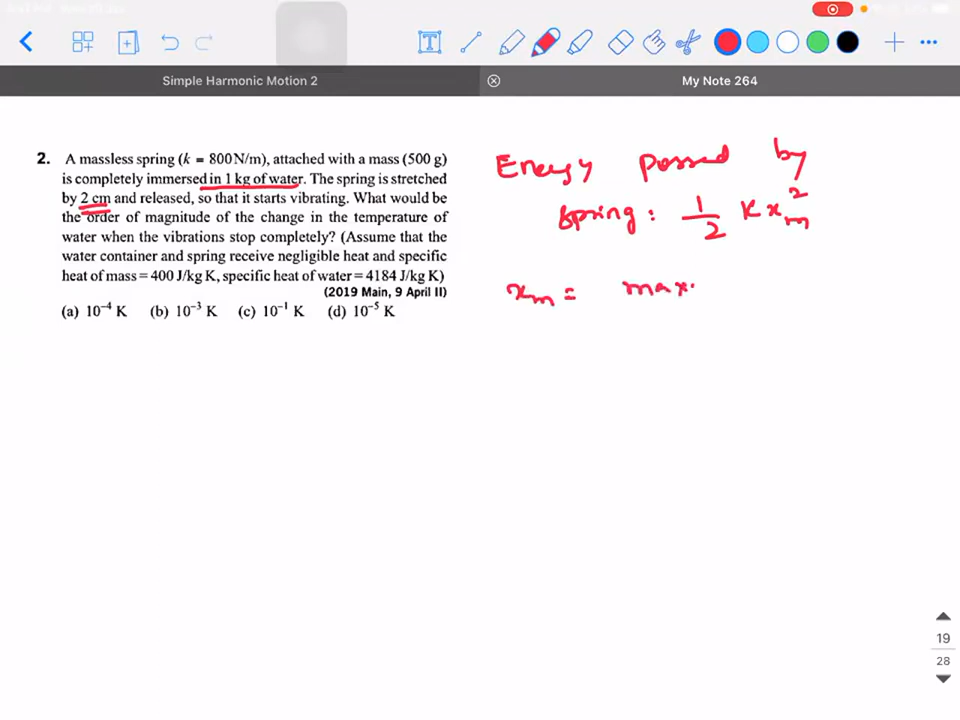 Simple Harmonic Motion 2
My Note 264
2. A massless spring (k = 800N/m), attached with a mass (500 g)
is completely immersed in 1 kg of water. The spring is stretched
by 2 cm and released, so that it starts vibrating. What would be
the order of magnitude of the change in the temperature of
water when the vibrations stop completely? (Assume that the
water container and spring receive negligible heat and specific
heat of mass = 400 J/kg K, specific heat of water = 4184 J/kg K)
(2019 Main, 9 April II)
(a) 10⁻⁴ K (b) 10⁻³ K (c) 10⁻¹ K (d) 10⁻⁵ K
Energy possed by
spring : 1/2 K xₘ²
xₘ = max.
19
28